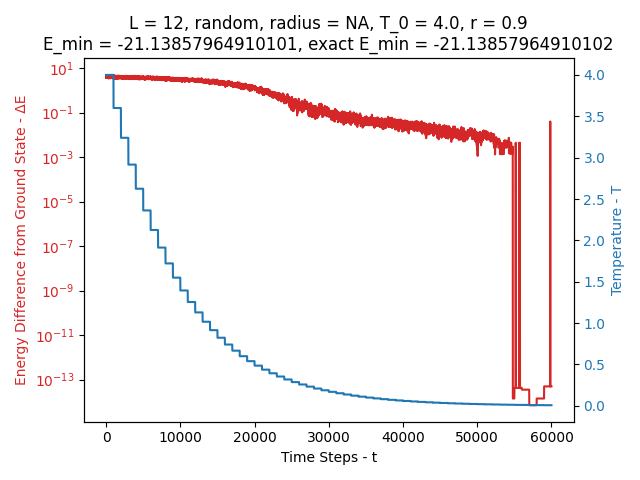 L = 12, random, radius = NA, T_0 = 4.0, r = 0.9
E_min = -21.13857964910101, exact E_min = -21.13857964910102
10¹
10⁻¹
10⁻³
10⁻⁵
10⁻⁷
10⁻⁹
10⁻¹¹
10⁻¹³
Energy Difference from Ground State - ΔE
4.0
3.5
3.0
2.5
2.0
1.5
1.0
0.5
0.0
Temperature - T
0 10000 20000 30000 40000 50000 60000
Time Steps - t